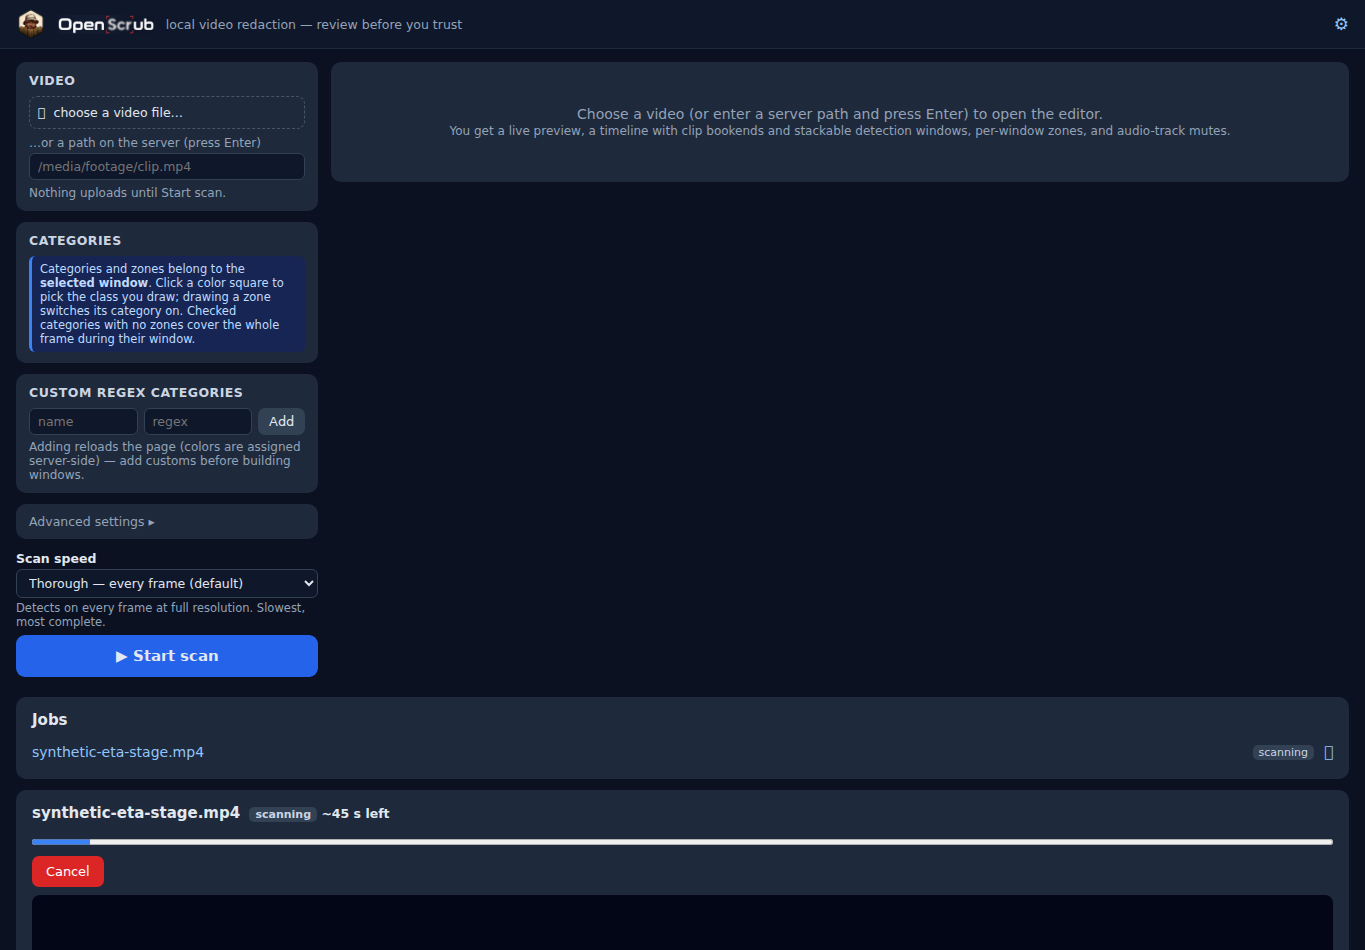 OpenScrub local video redaction — review before you trust
VIDEO
choose a video file...
...or a path on the server (press Enter)
/media/footage/clip.mp4
Nothing uploads until Start scan.
Choose a video (or enter a server path and press Enter) to open the editor.
You get a live preview, a timeline with clip bookends and stackable detection windows, per-window zones, and audio-track mutes.
CATEGORIES
Categories and zones belong to the
selected window. Click a color square to
pick the class you draw; drawing a zone
switches its category on. Checked
categories with no zones cover the whole
frame during their window.
CUSTOM REGEX CATEGORIES
name regex Add
Adding reloads the page (colors are assigned
server-side) — add customs before building
windows.
Advanced settings ▸
Scan speed
Thorough — every frame (default)
Detects on every frame at full resolution. Slowest,
most complete.
▶ Start scan
Jobs
synthetic-eta-stage.mp4 scanning
synthetic-eta-stage.mp4 scanning ~45 s left
Cancel